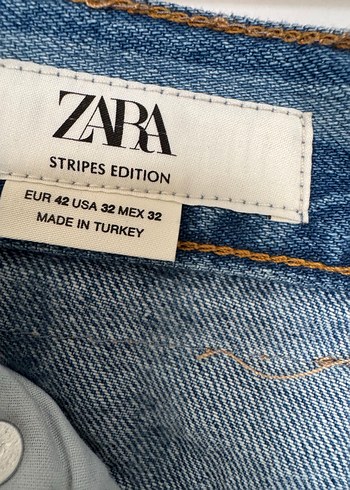 ZARA
STRIPES EDITION
EUR 42 USA 32 MEX 32
MADE IN TURKEY